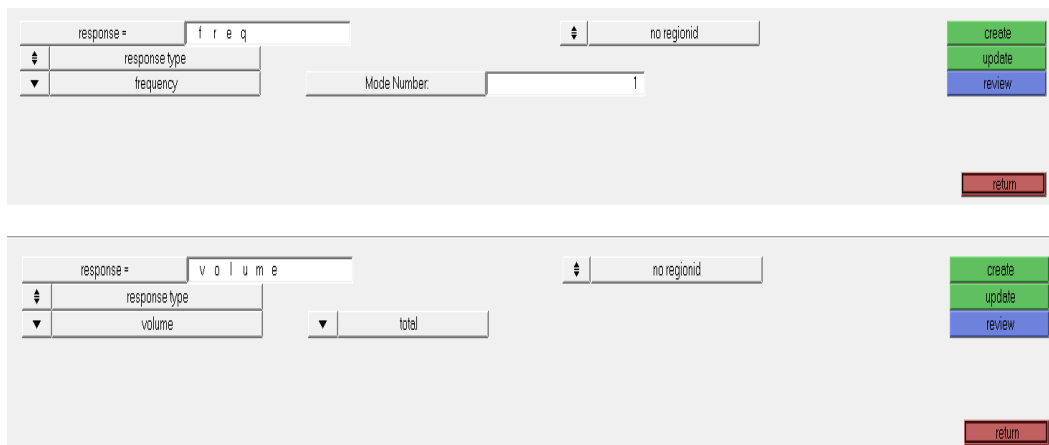 response = f r e q no regionid create
response type update
frequency Mode Number: 1 review
return
response = v o l u m e no regionid create
response type update
volume total review
return